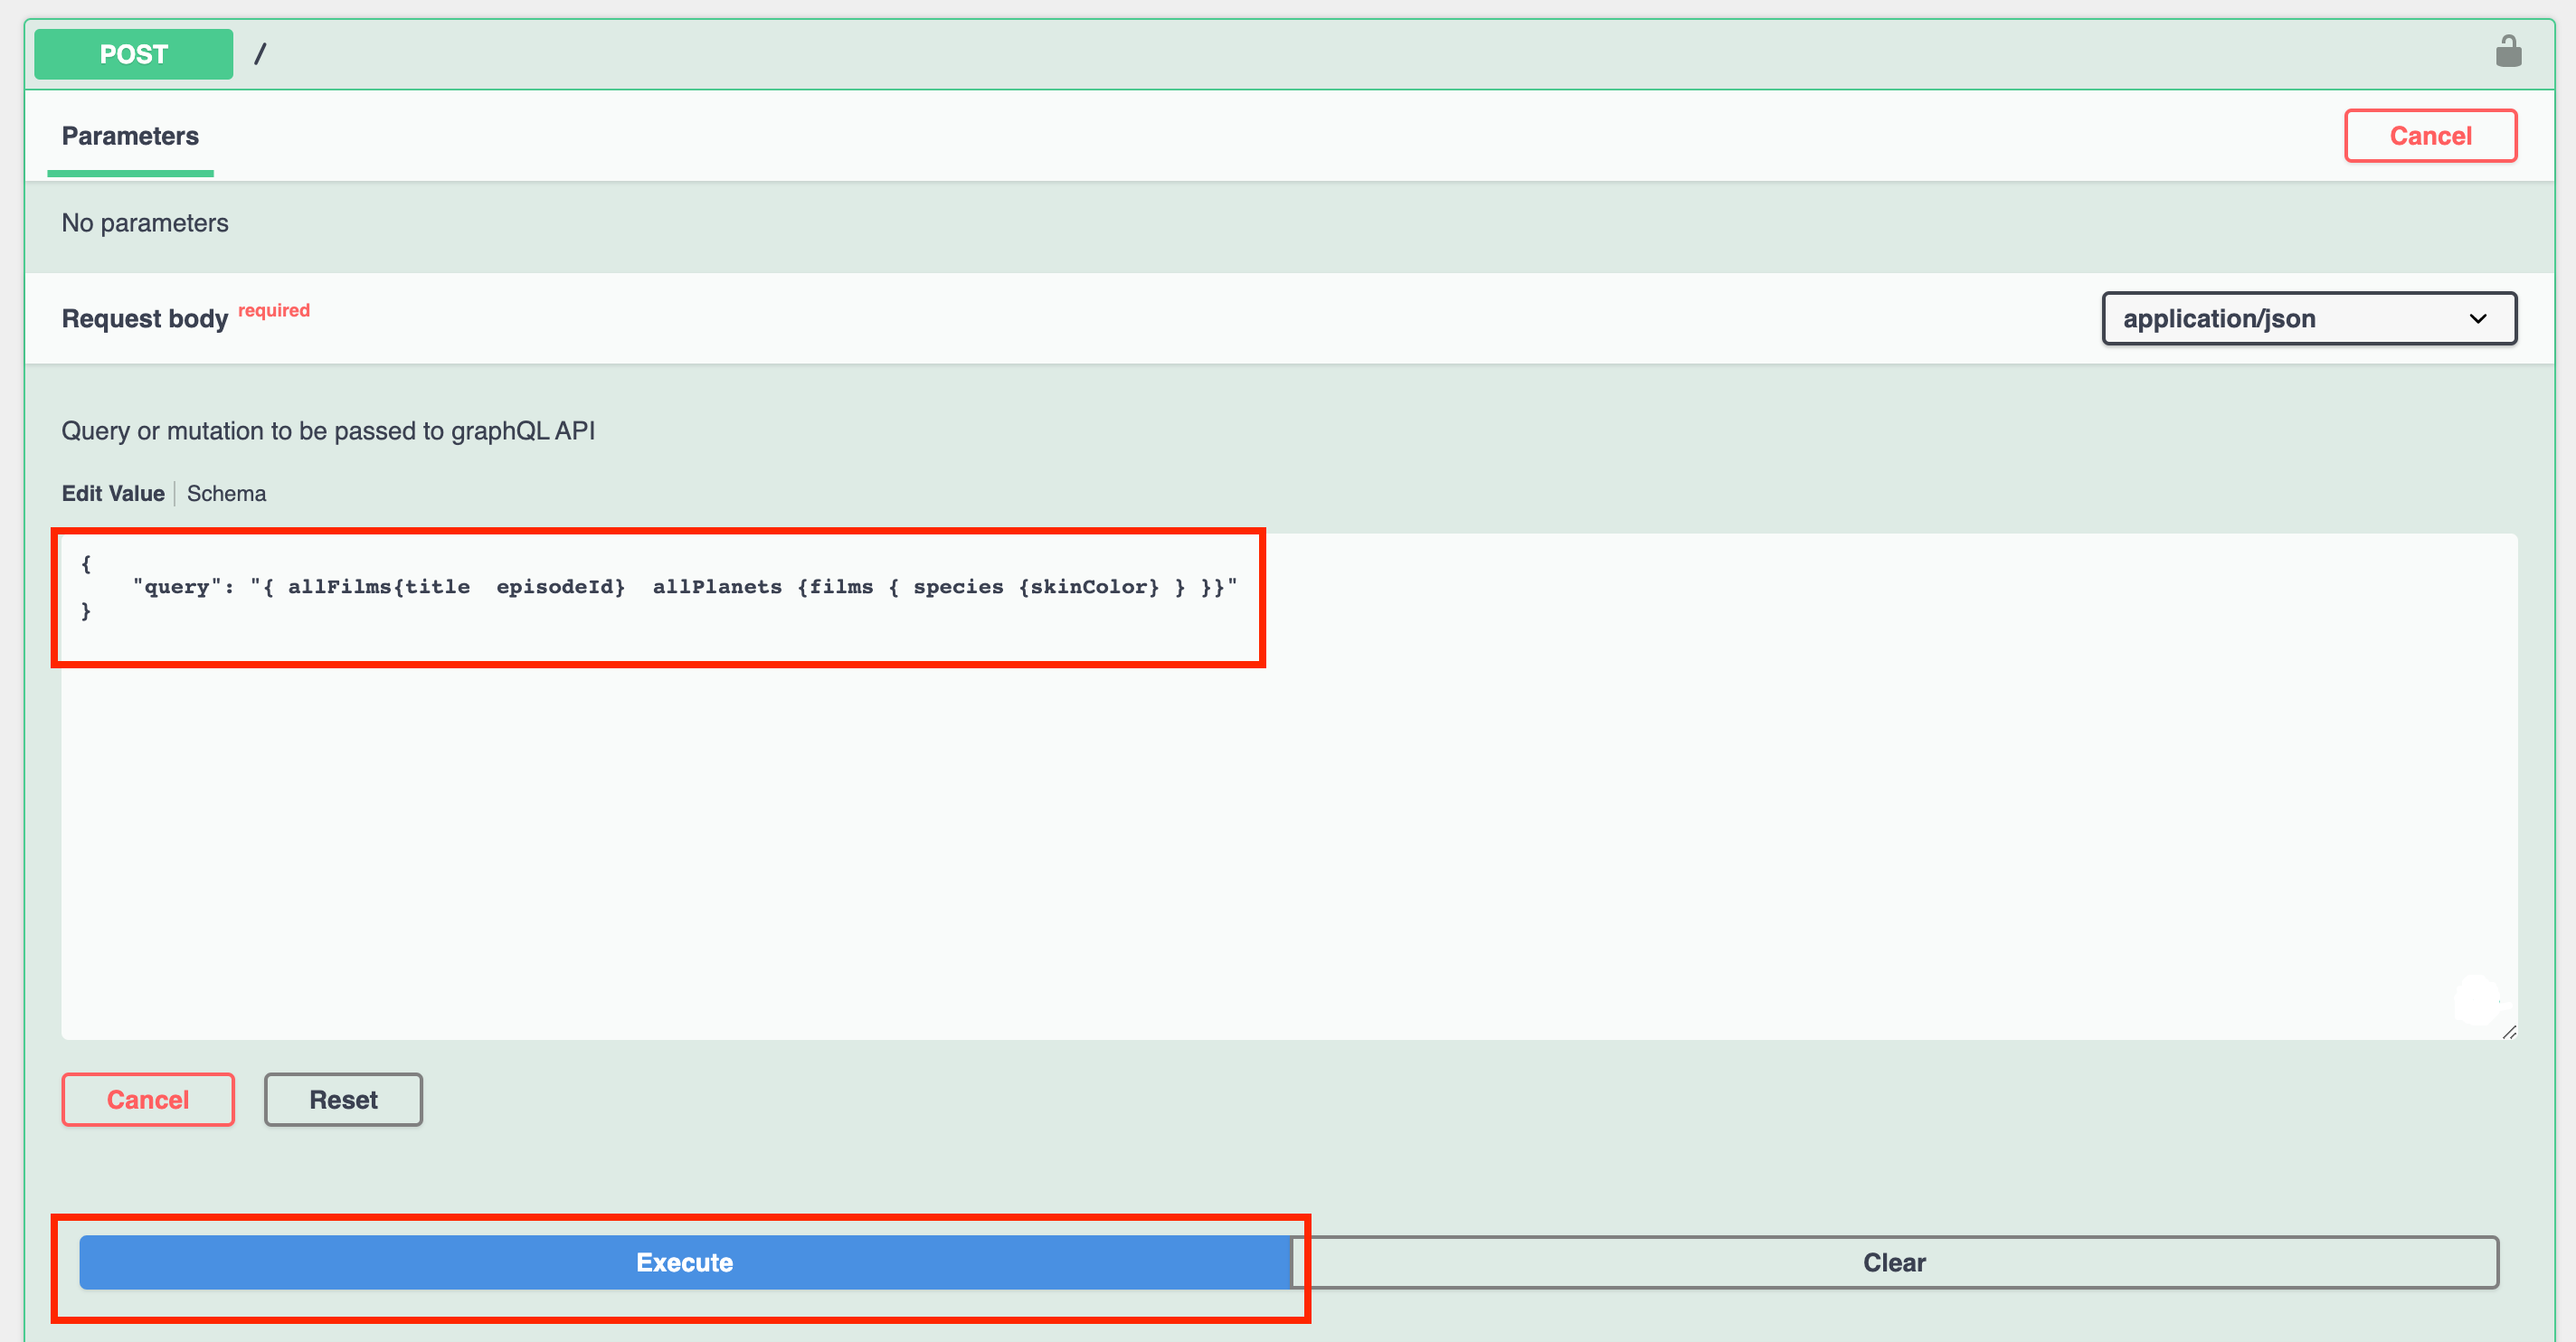 POST /
Parameters Cancel
No parameters
Request body required application/json
Query or mutation to be passed to graphQL API
Edit Value Schema
{
"query": "{ allFilms{title  episodeId}  allPlanets {films { species {skinColor} } }}"
}
Cancel Reset
Execute Clear